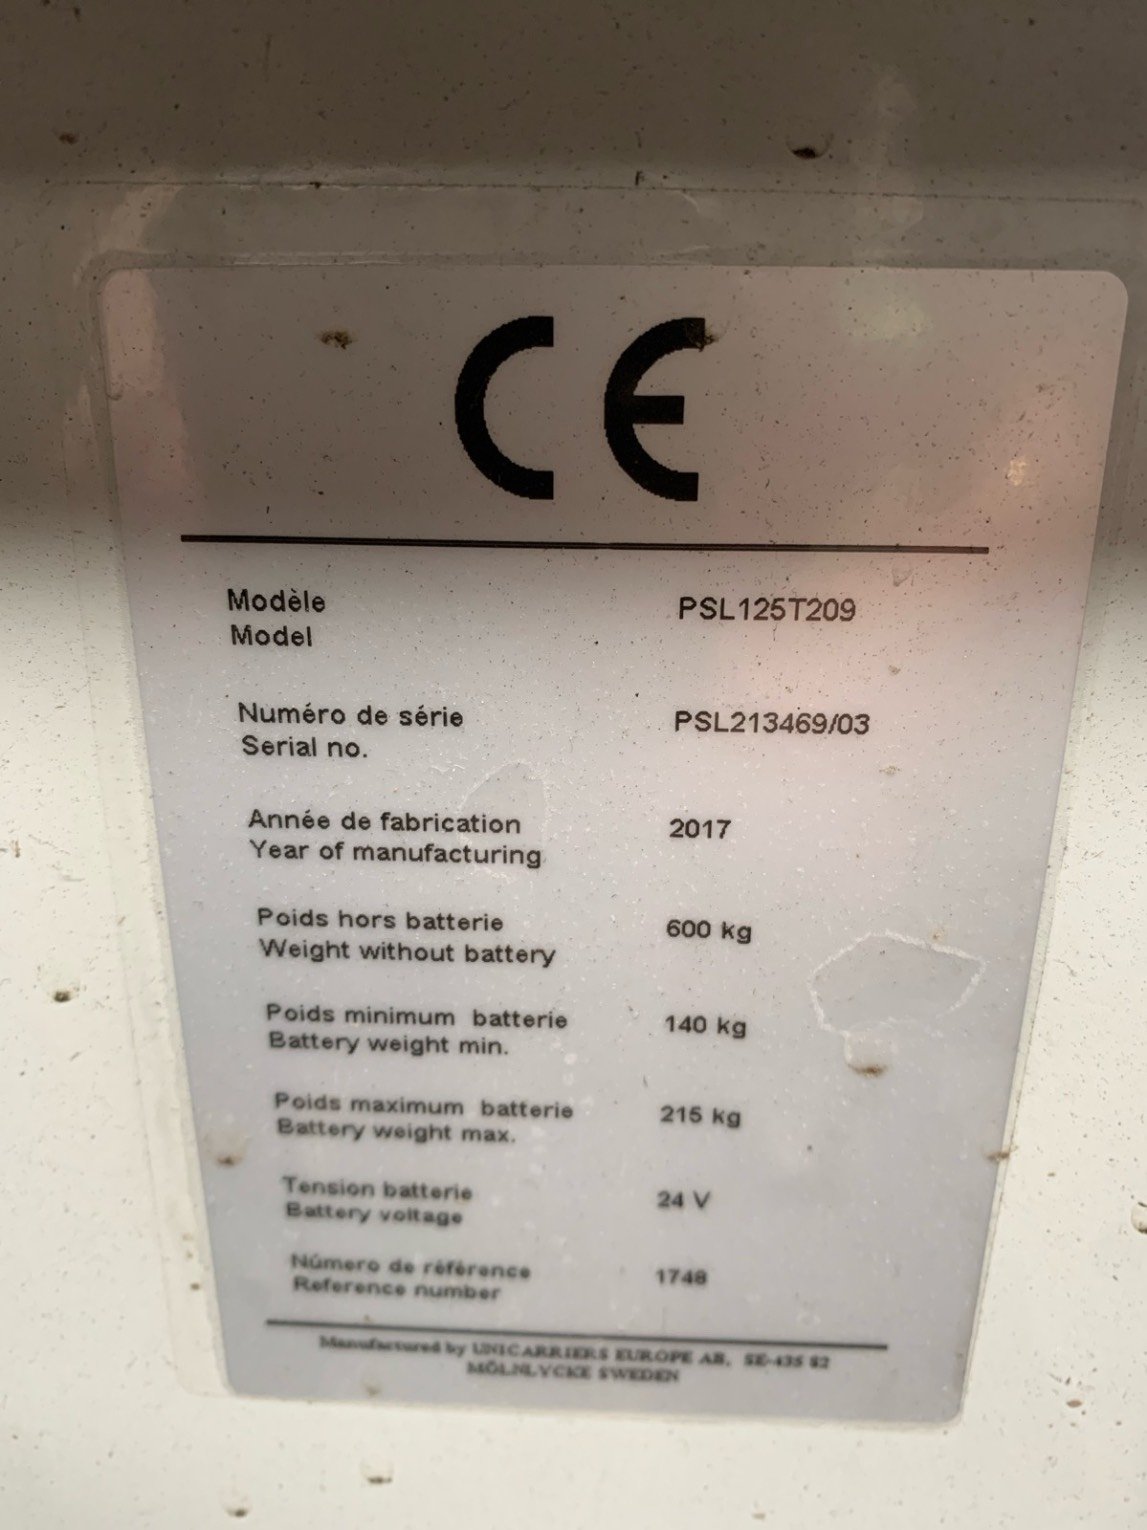 CE
Modèle PSL125T209
Model
Numéro de série PSL213469/03
Serial no.
Année de fabrication 2017
Year of manufacturing
Poids hors batterie 600 kg
Weight without battery
Poids minimum batterie 140 kg
Battery weight min.
Poids maximum batterie 215 kg
Battery weight max.
Tension batterie 24 V
Battery voltage
Número de référence 1748
Reference number
Manufactured by UNICARRIERS EUROPE AB, SE-435 82
MÖLNLYCKE SWEDEN